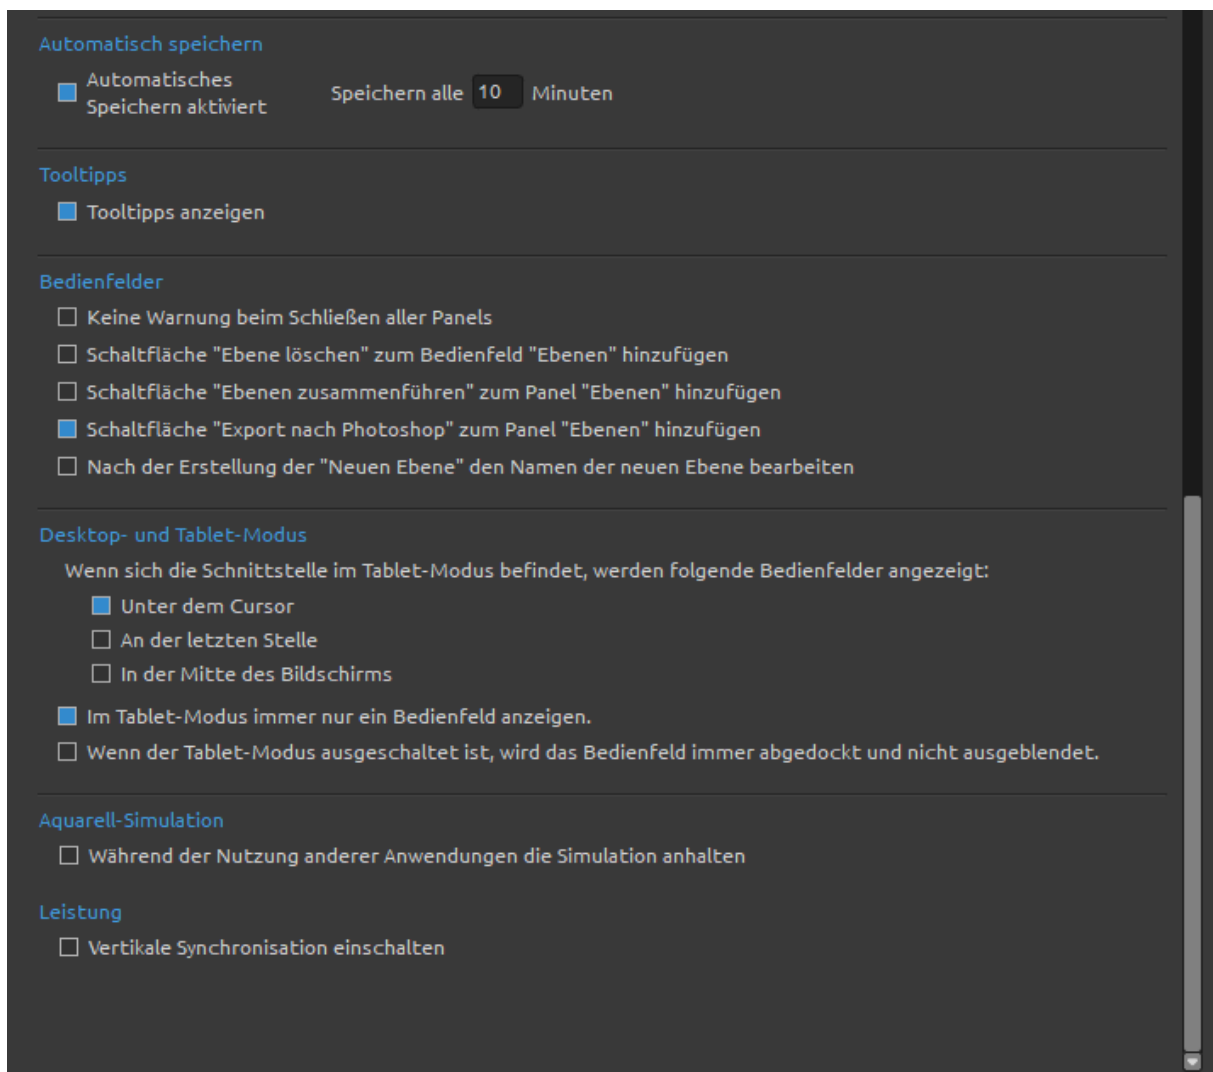 Automatisch speichern
Automatisches
Speichern aktiviert
Speichern alle 10 Minuten
Tooltipps
Tooltipps anzeigen
Bedienfelder
Keine Warnung beim Schließen aller Panels
Schaltfläche "Ebene löschen" zum Bedienfeld "Ebenen" hinzufügen
Schaltfläche "Ebenen zusammenführen" zum Panel "Ebenen" hinzufügen
Schaltfläche "Export nach Photoshop" zum Panel "Ebenen" hinzufügen
Nach der Erstellung der "Neuen Ebene" den Namen der neuen Ebene bearbeiten
Desktop- und Tablet-Modus
Wenn sich die Schnittstelle im Tablet-Modus befindet, werden folgende Bedienfelder angezeigt:
Unter dem Cursor
An der letzten Stelle
In der Mitte des Bildschirms
Im Tablet-Modus immer nur ein Bedienfeld anzeigen.
Wenn der Tablet-Modus ausgeschaltet ist, wird das Bedienfeld immer abgedockt und nicht ausgeblendet.
Aquarell-Simulation
Während der Nutzung anderer Anwendungen die Simulation anhalten
Leistung
Vertikale Synchronisation einschalten